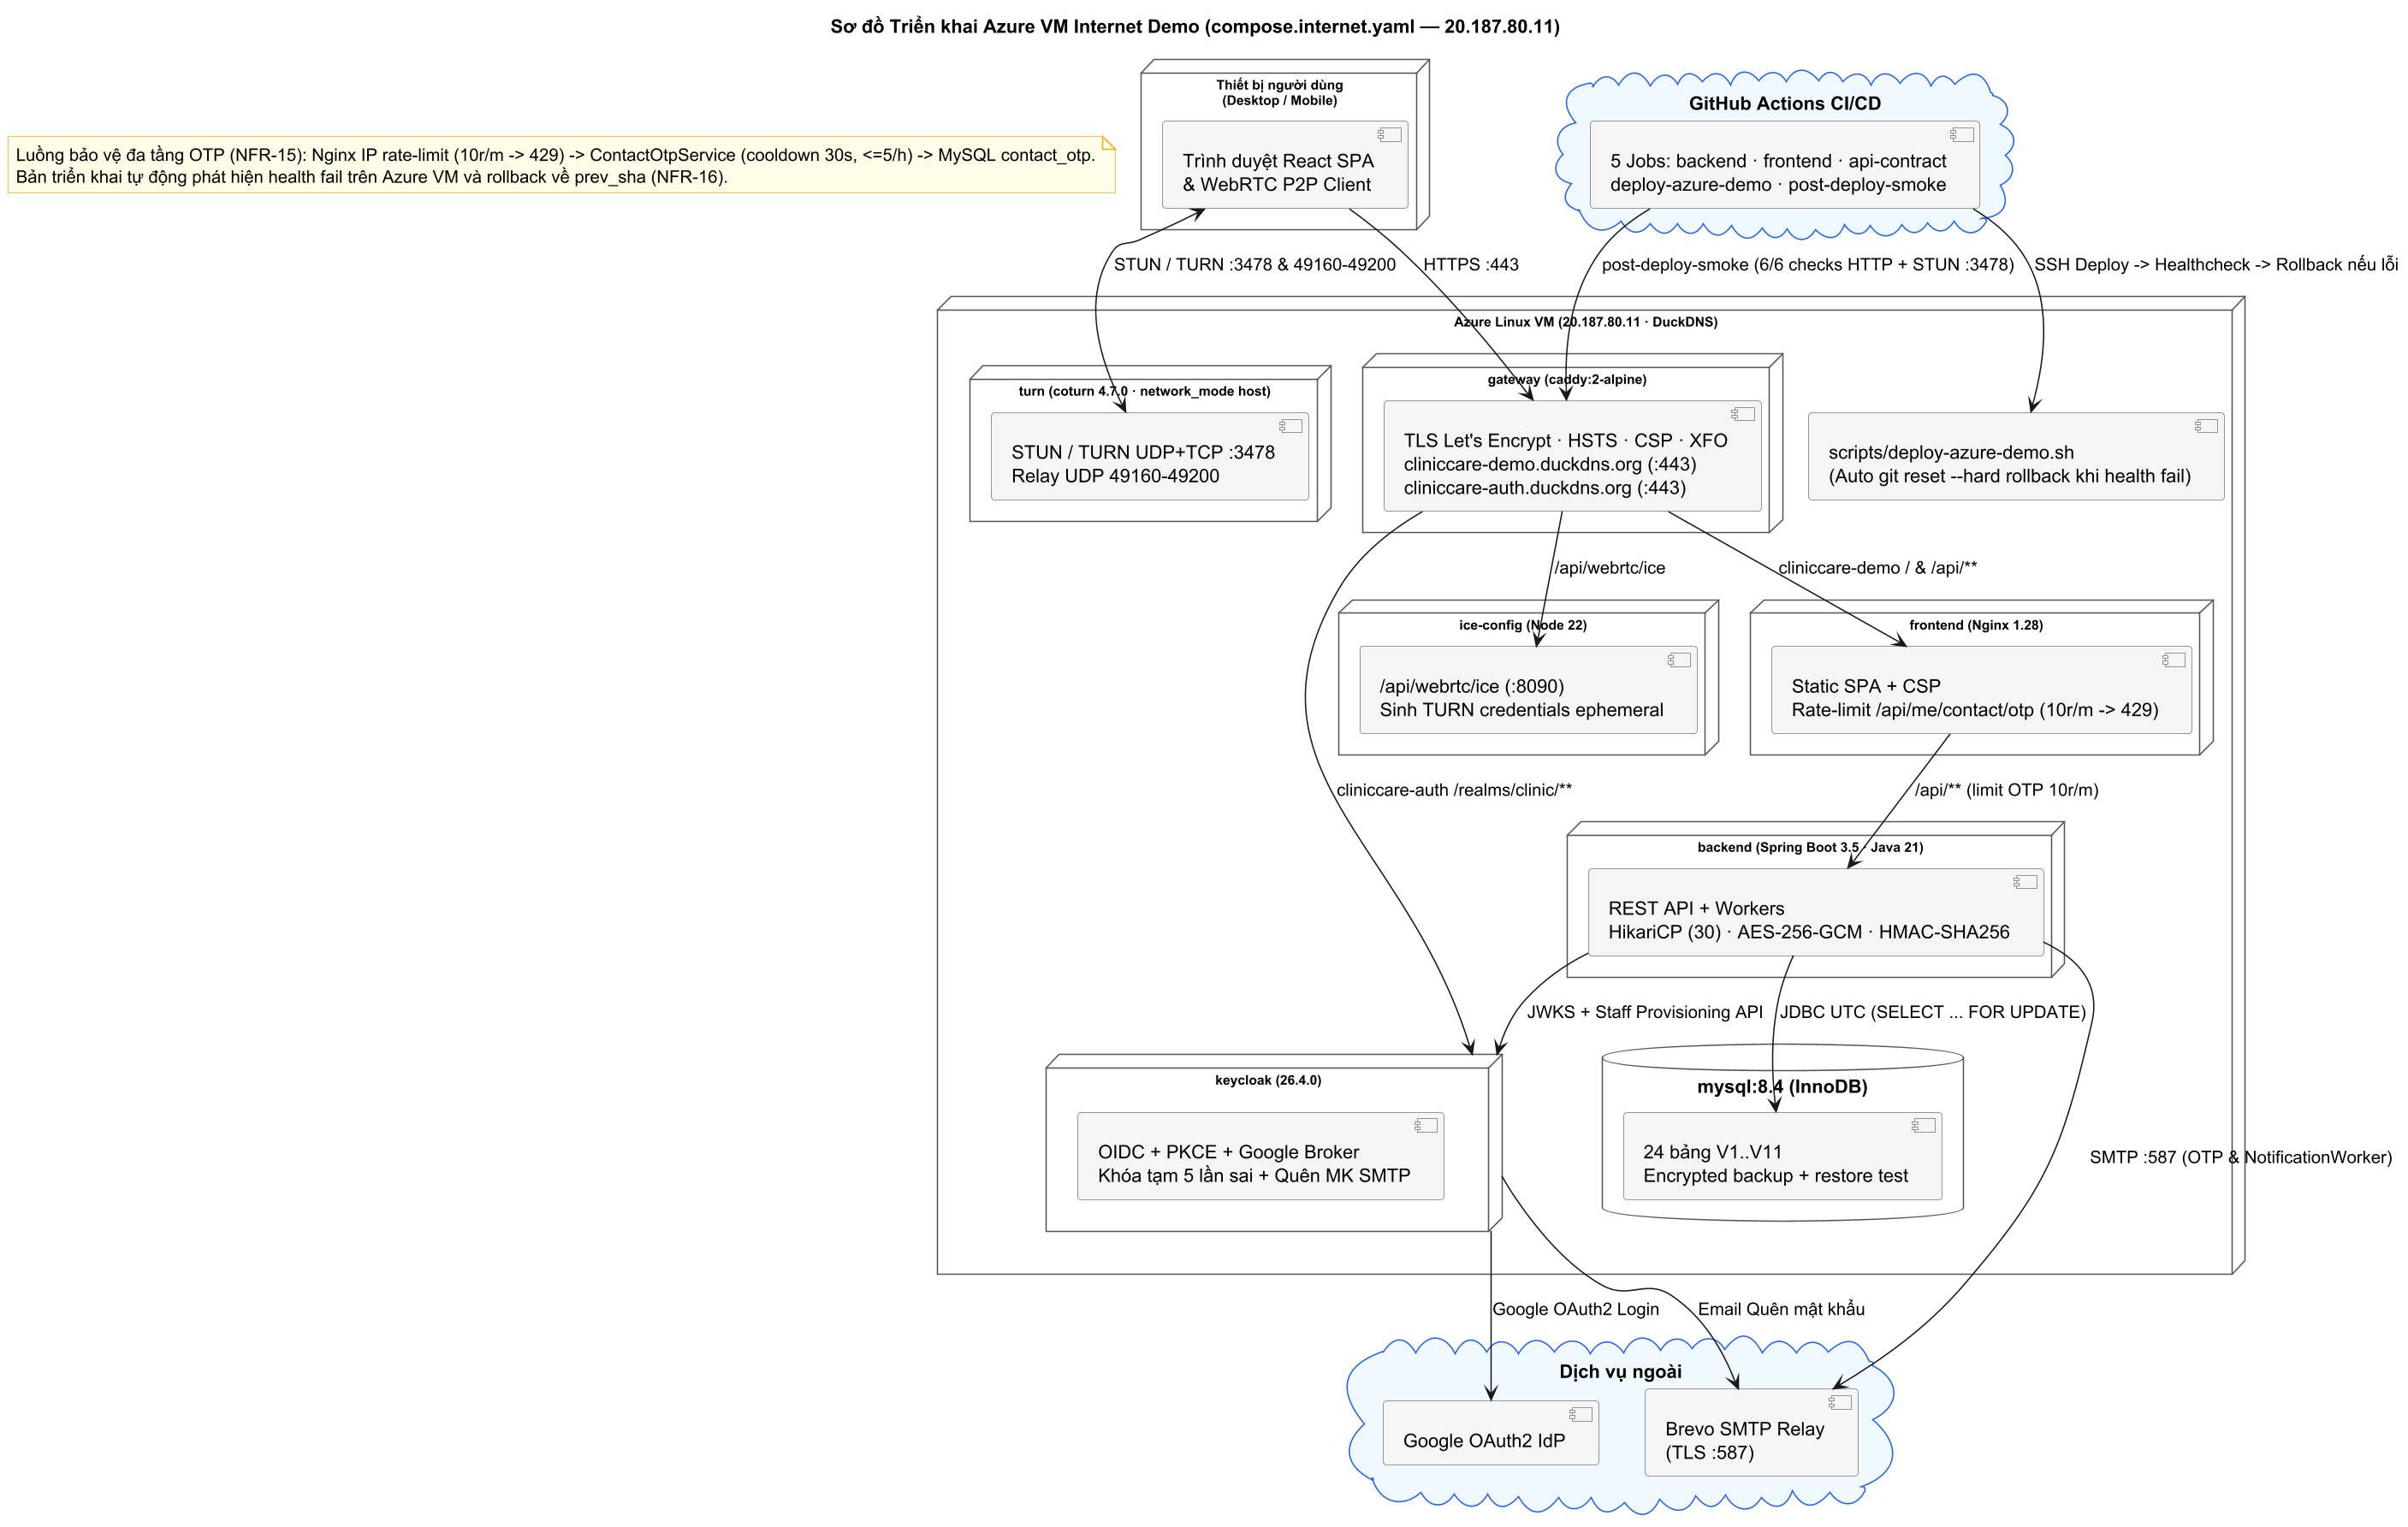 Sơ đồ Triển khai Azure VM Internet Demo (compose.internet.yaml — 20.187.80.11)
Thiết bị người dùng
(Desktop / Mobile)
Trình duyệt React SPA
& WebRTC P2P Client
GitHub Actions CI/CD
5 Jobs: backend · frontend · api-contract
deploy-azure-demo · post-deploy-smoke
Luồng bảo vệ đa tầng OTP (NFR-15): Nginx IP rate-limit (10r/m -> 429) -> ContactOtpService (cooldown 30s, <=5/h) -> MySQL contact_otp.
Bản triển khai tự động phát hiện health fail trên Azure VM và rollback về prev_sha (NFR-16).
STUN / TURN :3478 & 49160-49200
HTTPS :443
post-deploy-smoke (6/6 checks HTTP + STUN :3478)
SSH Deploy -> Healthcheck -> Rollback nếu lỗi
Azure Linux VM (20.187.80.11 · DuckDNS)
turn (coturn 4.7.0 · network_mode host)
STUN / TURN UDP+TCP :3478
Relay UDP 49160-49200
gateway (caddy:2-alpine)
TLS Let's Encrypt · HSTS · CSP · XFO
cliniccare-demo.duckdns.org (:443)
cliniccare-auth.duckdns.org (:443)
scripts/deploy-azure-demo.sh
(Auto git reset --hard rollback khi health fail)
/api/webrtc/ice
cliniccare-demo / & /api/**
ice-config (Node 22)
/api/webrtc/ice (:8090)
Sinh TURN credentials ephemeral
frontend (Nginx 1.28)
Static SPA + CSP
Rate-limit /api/me/contact/otp (10r/m -> 429)
cliniccare-auth /realms/clinic/**
/api/** (limit OTP 10r/m)
backend (Spring Boot 3.5 · Java 21)
REST API + Workers
HikariCP (30) · AES-256-GCM · HMAC-SHA256
JWKS + Staff Provisioning API
JDBC UTC (SELECT ... FOR UPDATE)
keycloak (26.4.0)
OIDC + PKCE + Google Broker
Khóa tạm 5 lần sai + Quên MK SMTP
mysql:8.4 (InnoDB)
24 bảng V1..V11
Encrypted backup + restore test
SMTP :587 (OTP & NotificationWorker)
Google OAuth2 Login
Email Quên mật khẩu
Dịch vụ ngoài
Google OAuth2 IdP
Brevo SMTP Relay
(TLS :587)